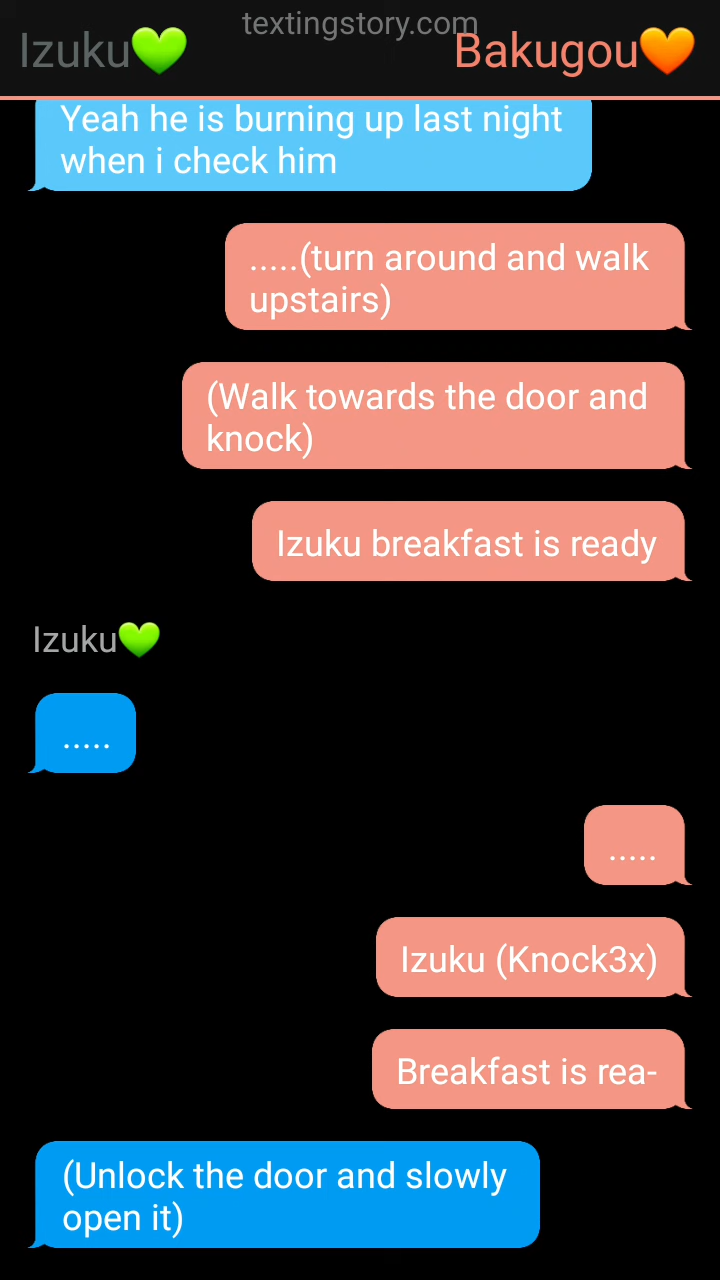 textingstory.com
Izuku💚 Bakugou🧡
Yeah he is burning up last night
when i check him
.....(turn around and walk
upstairs)
(Walk towards the door and
knock)
Izuku breakfast is ready
Izuku💚
.....
.....
Izuku (Knock3x)
Breakfast is rea-
(Unlock the door and slowly
open it)